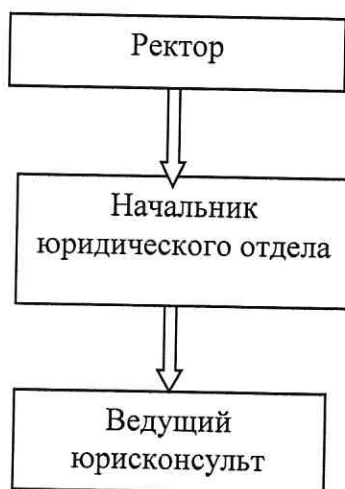 Ректор
Начальник
юридического отдела
Ведущий
юрисконсульт